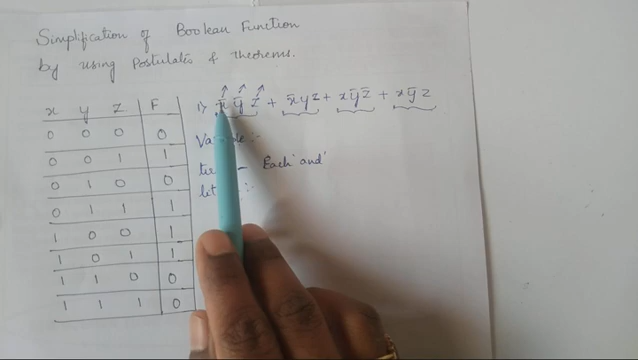 Simplification of Boolean Function
by using Postulates & theorems.
x y z F
0 0 0 0
0 0 1 1
0 1 0 0
0 1 1 1
1 0 0 1
1 0 1 1
1 1 0 0
1 1 1 0
1) x̄ ȳ z + x̄yz + xȳz̄ + xȳz
:-
– Each 'and'
:-